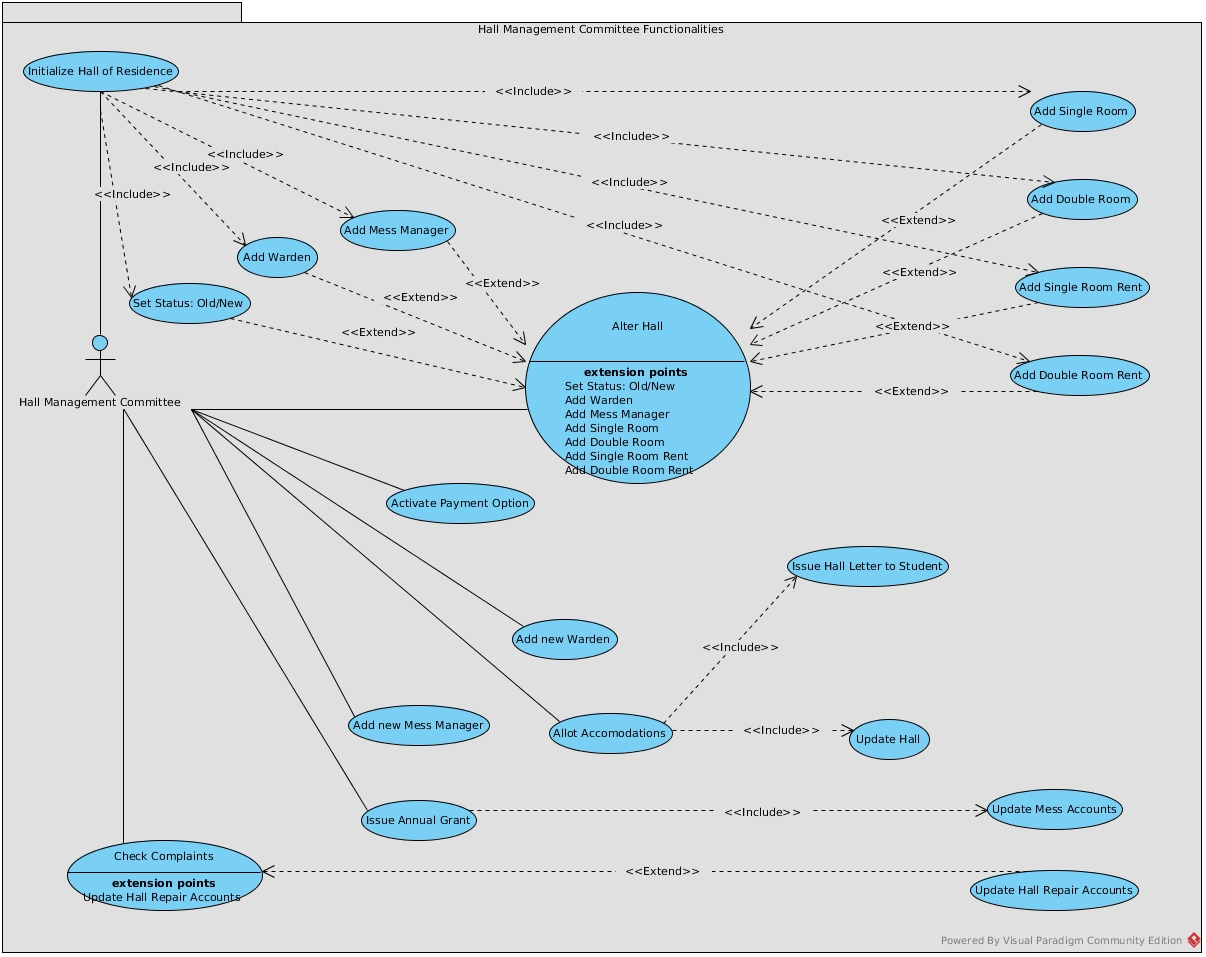 Hall Management Committee Functionalities
Initialize Hall of Residence
<<Include>>
Add Single Room
<<Include>>
<<Include>>
<<Include>>
<<Include>>
<<Include>>
<<Include>>
Add Double Room
Add Mess Manager
<<Extend>>
<<Include>>
Add Warden
<<Extend>>
Add Single Room Rent
<<Extend>>
<<Extend>>
Set Status: Old/New
<<Extend>>
<<Extend>>
Alter Hall
extension points
Set Status: Old/New
Add Warden
Add Mess Manager
Add Single Room
Add Double Room
Add Single Room Rent
Add Double Room Rent
Add Double Room Rent
<<Extend>>
Hall Management Committee
Activate Payment Option
Issue Hall Letter to Student
Add new Warden
<<Include>>
Add new Mess Manager
Allot Accomodations
<<Include>>
Update Hall
Issue Annual Grant
<<Include>>
Update Mess Accounts
Check Complaints
extension points
Update Hall Repair Accounts
<<Extend>>
Update Hall Repair Accounts
Powered By Visual Paradigm Community Edition